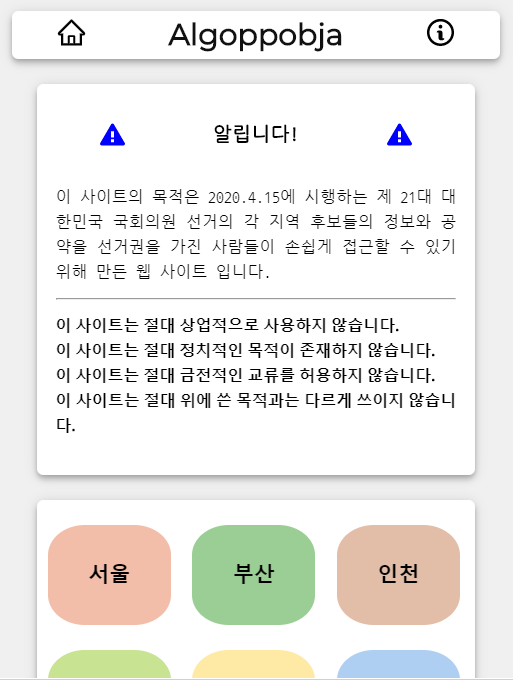 Algoppobja
알립니다!
이 사이트의 목적은 2020.4.15에 시행하는 제 21대 대
한민국 국회의원 선거의 각 지역 후보들의 정보와 공
약을 선거권을 가진 사람들이 손쉽게 접근할 수 있기
위해 만든 웹 사이트 입니다.
이 사이트는 절대 상업적으로 사용하지 않습니다.
이 사이트는 절대 정치적인 목적이 존재하지 않습니다.
이 사이트는 절대 금전적인 교류를 허용하지 않습니다.
이 사이트는 절대 위에 쓴 목적과는 다르게 쓰이지 않습니
다.
서울 부산 인천